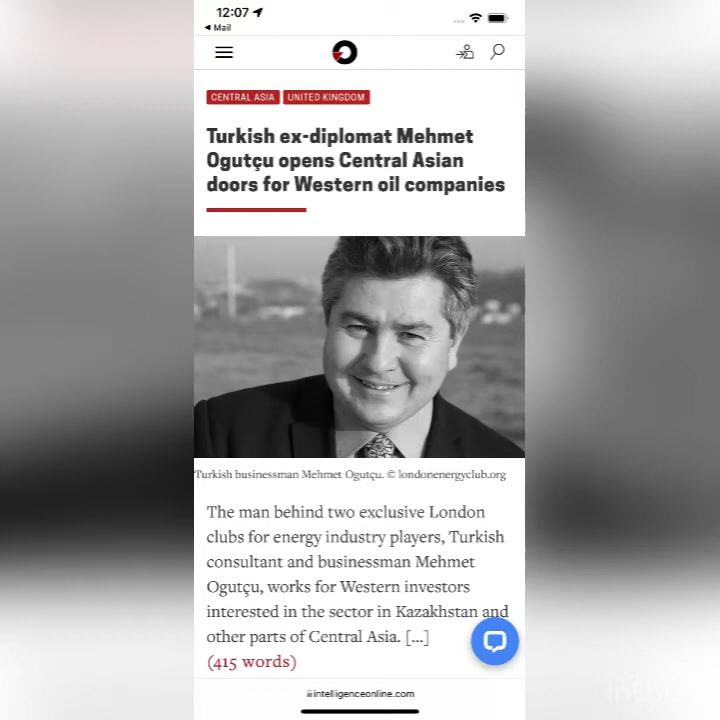 12:07
Mail
CENTRAL ASIA UNITED KINGDOM
Turkish ex-diplomat Mehmet
Ogutçu opens Central Asian
doors for Western oil companies
Turkish businessman Mehmet Ogutçu. © londonenergyclub.org
The man behind two exclusive London
clubs for energy industry players, Turkish
consultant and businessman Mehmet
Ogutçu, works for Western investors
interested in the sector in Kazakhstan and
other parts of Central Asia. [...]
(415 words)
intelligenceonline.com